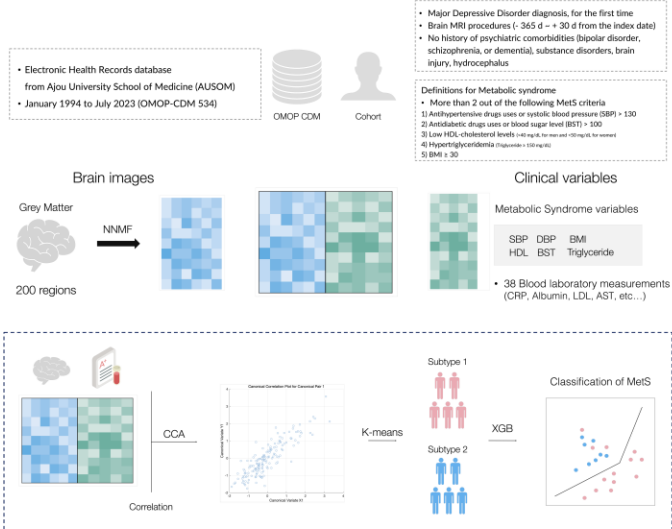 • Electronic Health Records database
from Ajou University School of Medicine (AUSOM)
• January 1994 to July 2023 (OMOP-CDM 534)
OMOP CDM
Cohort
• Major Depressive Disorder diagnosis, for the first time
• Brain MRI procedures (- 365 d ~ + 30 d from the index date)
• No history of psychiatric comorbidities (bipolar disorder,
schizophrenia, or dementia), substance disorders, brain
injury, hydrocephalus
Definitions for Metabolic syndrome
• More than 2 out of the following MetS criteria
1) Antihypertensive drugs uses or systolic blood pressure (SBP) > 130
2) Antidiabetic drugs uses or blood sugar level (BST) > 100
3) Low HDL-cholesterol levels (<40 mg/dL for men and <50 mg/dL for women)
4) Hypertriglyceridemia (Triglyceride < 150 mg/dL)
5) BMI ≥ 30
Brain images
Clinical variables
Grey Matter
NNMF
200 regions
Metabolic Syndrome variables
SBP DBP BMI
HDL BST Triglyceride
• 38 Blood laboratory measurements
(CRP, Albumin, LDL, AST, etc...)
A+
CCA
Correlation
Canonical Correlation Plot for Canonical Pair 1
Canonical Variate Y1
Canonical Variate X1
K-means
Subtype 1
Subtype 2
XGB
Classification of MetS